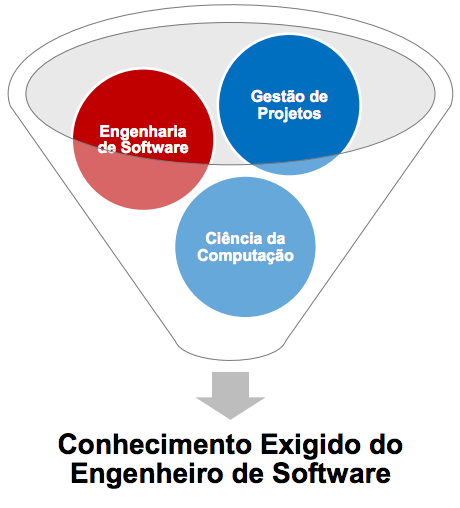 Gestão de
Projetos
Engenharia
de Software
Ciência da
Computação
Conhecimento Exigido do
Engenheiro de Software